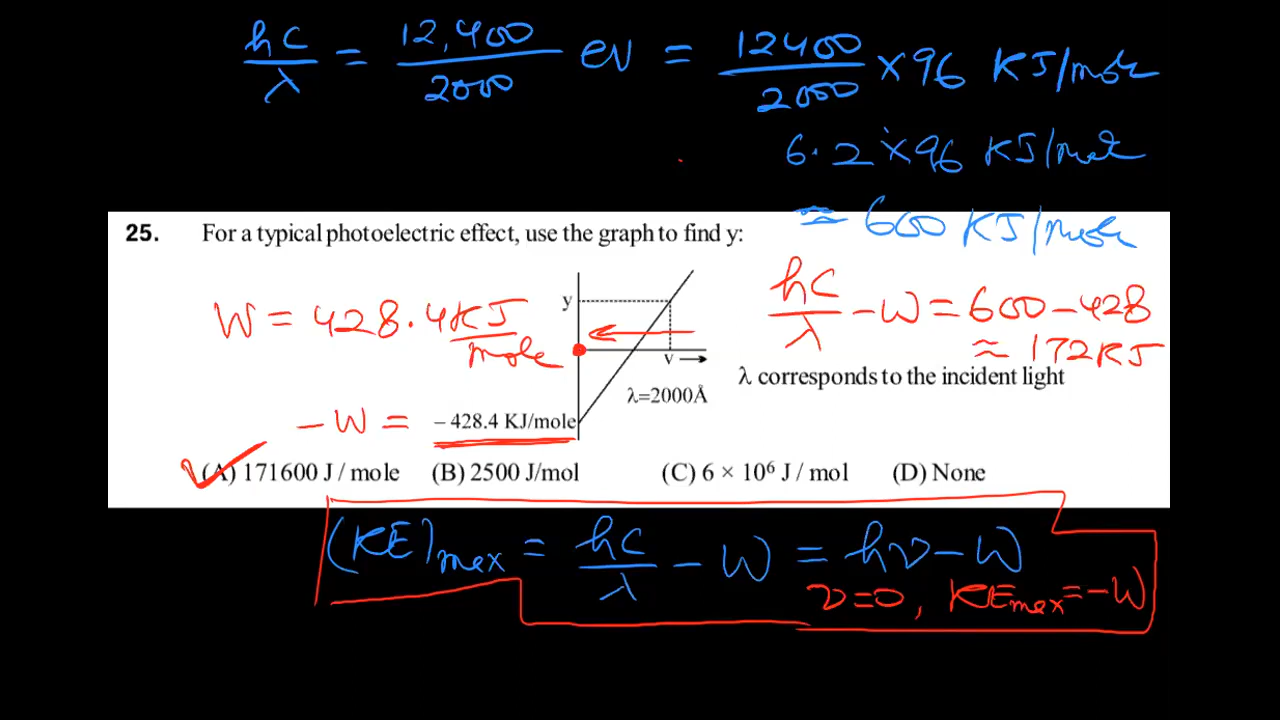 hc/λ = 12,400/2000 eV = 12400/2000 × 96 KJ/mole
6.2 × 96 KJ/mole
≈ 600 KJ/mole
25. For a typical photoelectric effect, use the graph to find y:
W = 428.4 KJ/mole
y
hc/λ - W = 600 - 428
≈ 172 KJ
v →
λ corresponds to the incident light
λ=2000Å
-W = – 428.4 KJ/mole
(A) 171600 J / mole (B) 2500 J/mol (C) 6 × 10⁶ J / mol (D) None
(KE)max = hc/λ - W = hν - W
ν=0, KEmax = -W